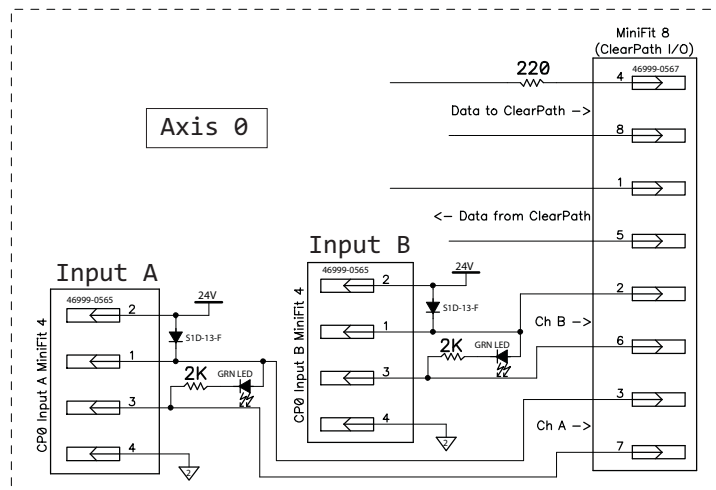 MiniFit 8
(ClearPath I/O)
46999-0567
220
4
Data to ClearPath ->
8
1
<- Data from ClearPath
5
2
Ch B ->
6
3
Ch A ->
7
Axis 0
Input A
46999-0565
2
24V
S1D-13-F
1
2K
GRN LED
3
4
2
CP0 Input A MiniFit 4
Input B
46999-0565
2
24V
S1D-13-F
1
2K
GRN LED
3
4
2
CP0 Input B MiniFit 4